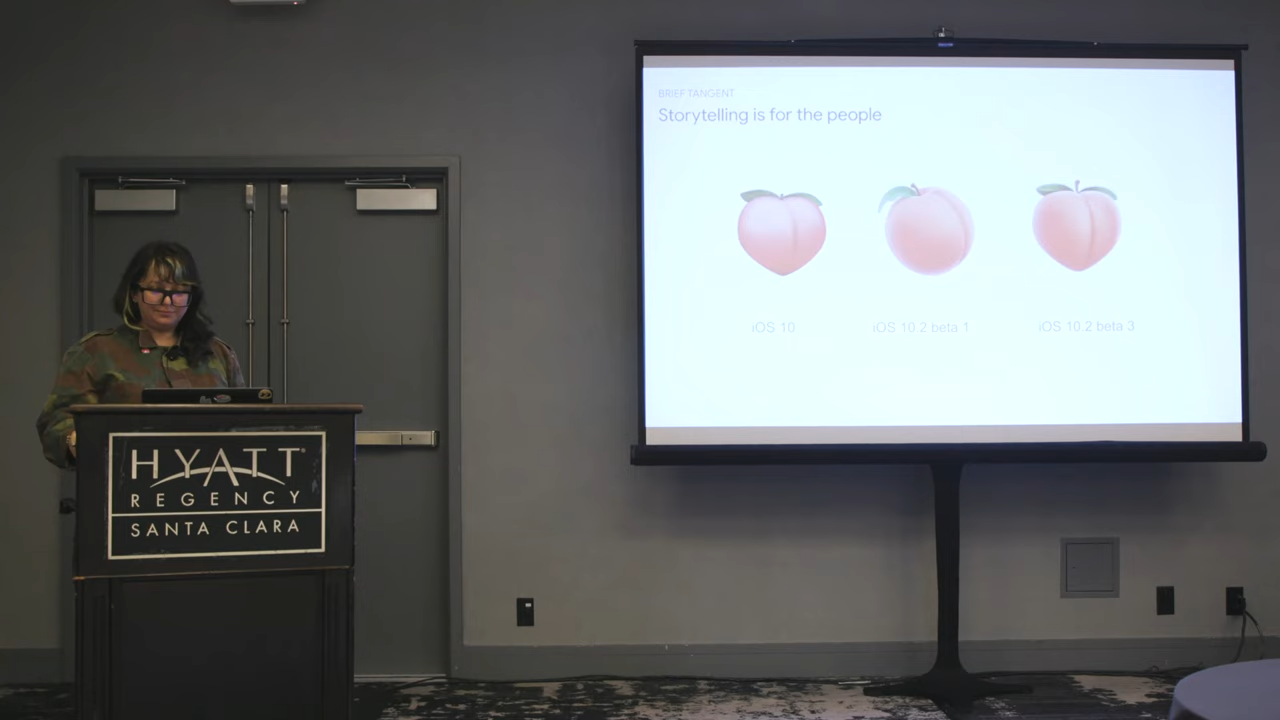 BRIEF TANGENT
Storytelling is for the people
iOS 10
iOS 10.2 beta 1
iOS 10.2 beta 3
HYATT
REGENCY
SANTA CLARA